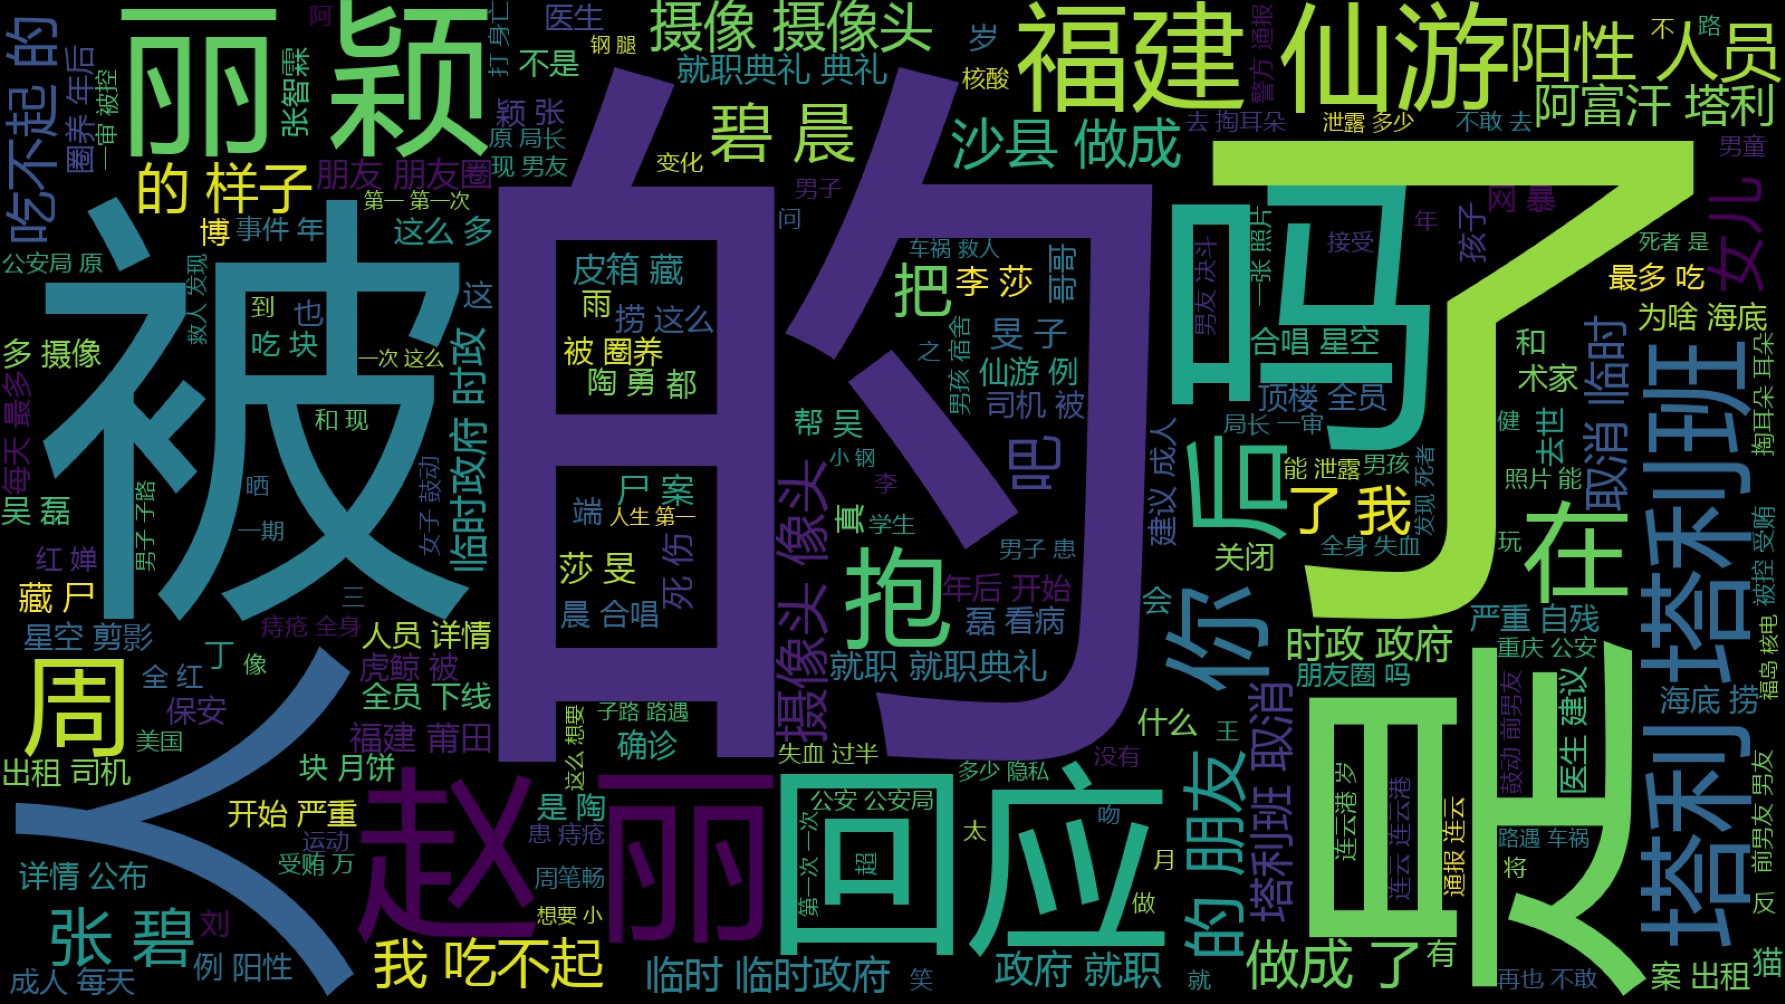 的
被
了
吗
人
是
回应
赵 丽
丽 颖
福建 仙游
阳性 人员
阿富汗 塔利
摄像 摄像头
就职典礼 典礼
碧 晨
沙县 做成
核酸
岁
医生
钢 腿
不是
打 身亡
阿
张智霖
颖 张
原 局长
现 男友
变化
男子
问
吃不起 的
圈养 年后
一审 被控
的 样子
朋友 朋友圈
第一 第一次
博
事件 年
这么 多
公安局 原
救人 发现
警方 通报
去 掏耳朵
泄露 多少
不敢 去
不
路
男童
女儿
网 暴
孩子
年
接受
一张 照片
男友 决斗
死者 是
最多 吃
为啥 海底
皮箱 藏
雨
捞 这么
被 圈养
陶 勇 都
把
车祸 救人
李 莎
哥哥
旻 子
之
男孩 宿舍
仙游 例
司机 被
到
也
这
吃 块
一次 这么
多 摄像
每天 最多
和 现
临时政府 时政
合唱 星空
顶楼 全员
局长 一审
和
术家
取消 临时
塔利 塔利班
掏耳朵 耳朵
帮 吴
小 钢
吧
建议 成人
后
能 泄露
男孩
发现 死者
健
去世
照片 能
吴 磊
男子 子路
晒
一期
女子 鼓动
尸 案
端
人生 第一
死 伤
摄像头 像头
李
真
学生
男子 患
了 我
全身 失血
关闭
玩
在
被控 受贿
红 婵
藏 尸
三
莎 旻
晨 合唱
抱
年后 开始
磊 看病
会
你
严重 自残
星空 剪影
丁
像
痔疮 全身
人员 详情
虎鲸 被
全员 下线
就职 就职典礼
时政 政府
朋友圈 吗
重庆 公安
福岛 核电
周
全 红
保安
美国
福建 莆田
子路 路遇
确诊
这么 想要
失血 过半
没有
什么
王
塔利班 取消
海底 捞
出租 司机
块 月饼
多少 隐私
的 朋友
连云港 岁
连云 连云港
通报 连云
鼓动 前男友
医生 建议
前男友 男友
开始 严重
运动
受贿 万
是 陶
患 痔疮
公安 公安局
第一次 一次
超
太
吻
月
路遇 车祸
将
详情 公布
周笔畅
想要 小
做
反
张 碧
刘
例 阳性
成人 每天
我 吃不起
临时 临时政府
笑
政府 就职
就
做成 了
有
再也 不敢
案 出租
猫